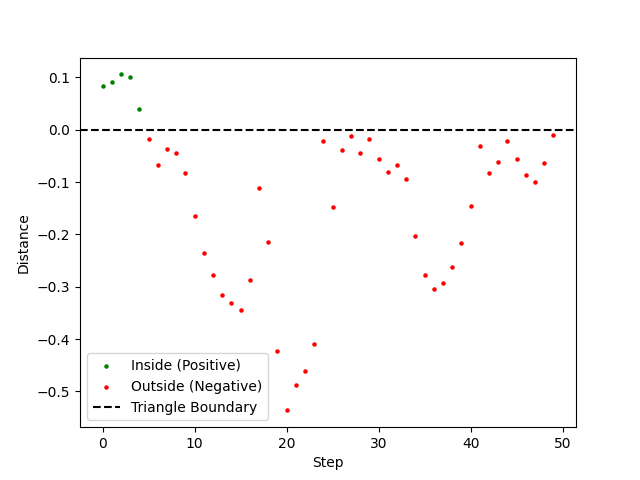 0.1
0.0
−0.1
−0.2
−0.3
−0.4
−0.5
Distance
Inside (Positive)
Outside (Negative)
Triangle Boundary
0 10 20 30 40 50
Step